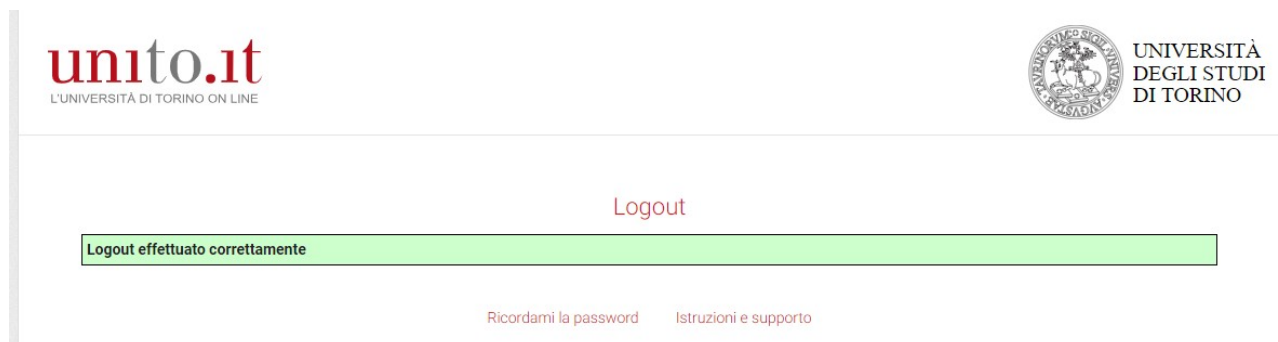 unito.it
L'UNIVERSITÀ DI TORINO ON LINE
UNIVERSITÀ
DEGLI STUDI
DI TORINO
Logout
Logout effettuato correttamente
Ricordami la password Istruzioni e supporto